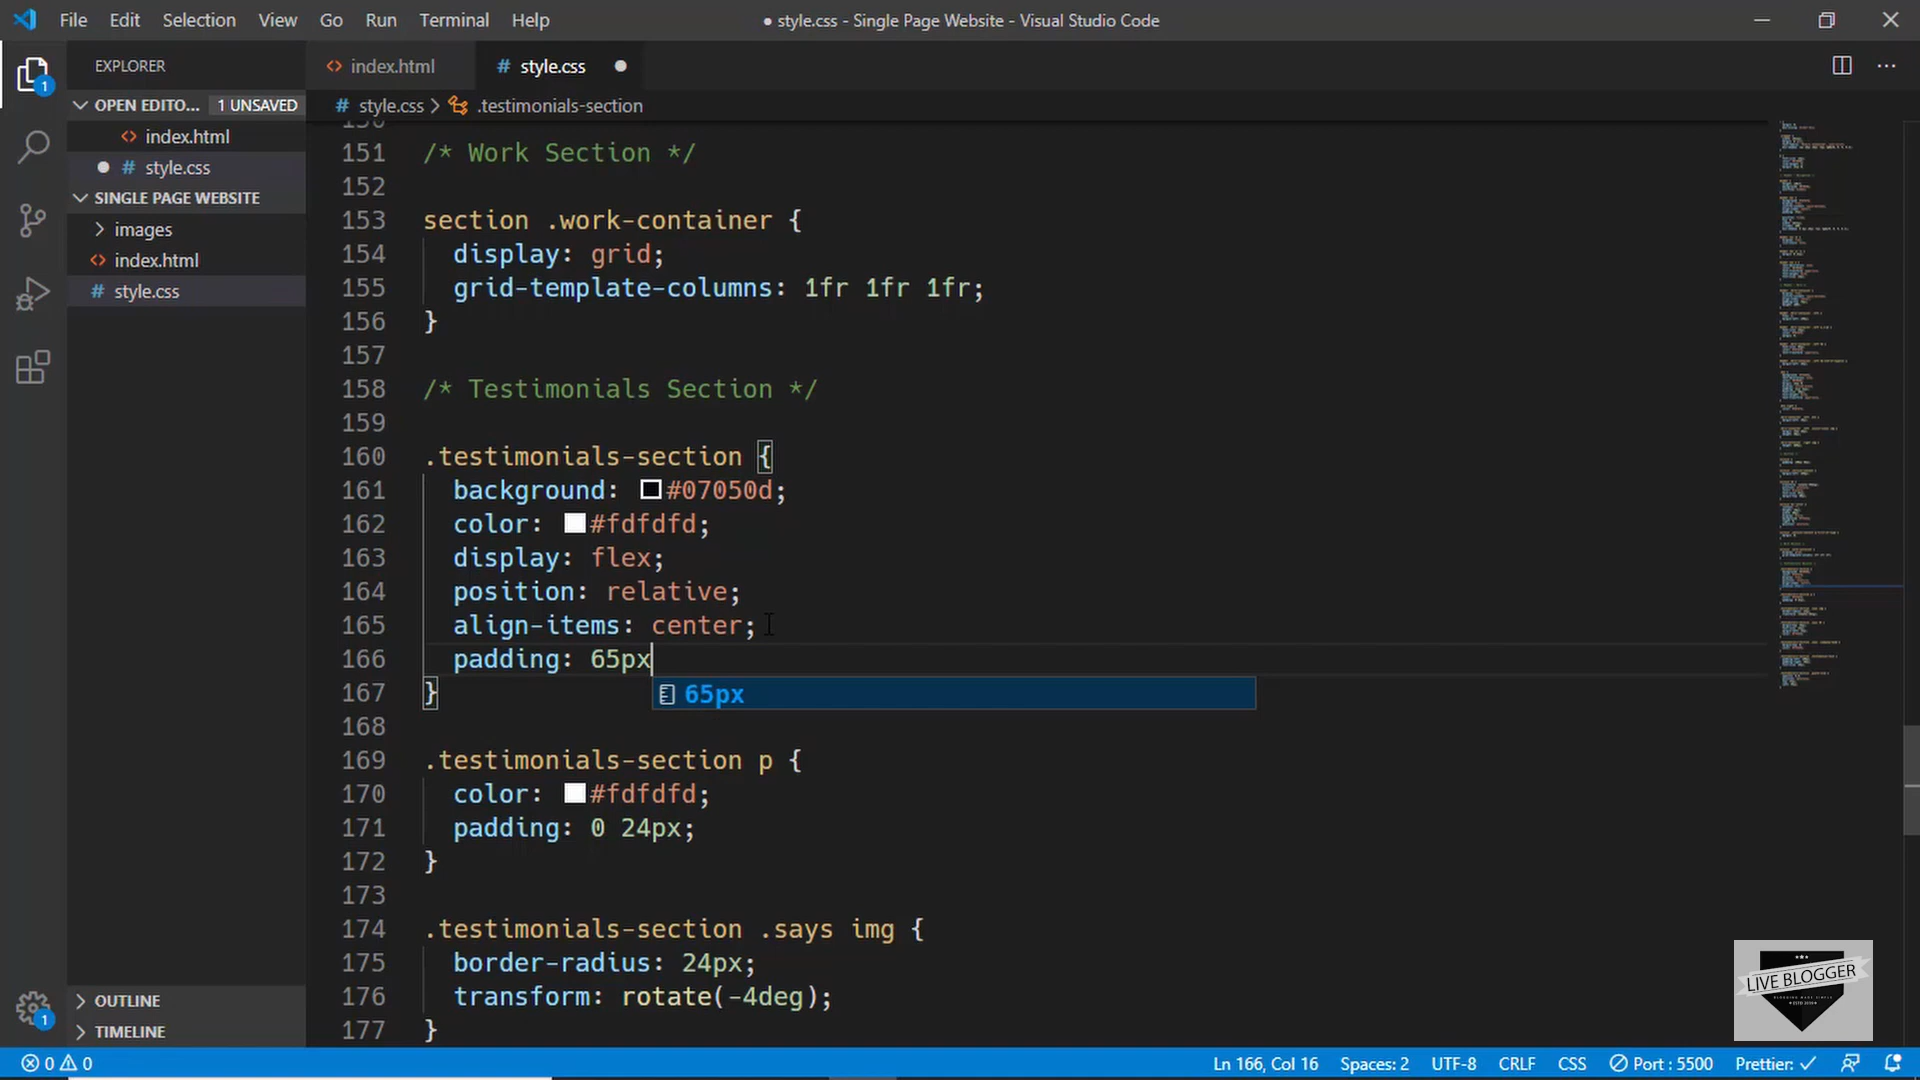 File Edit Selection View Go Run Terminal Help
● style.css - Single Page Website - Visual Studio Code
EXPLORER
OPEN EDITO... 1 UNSAVED
<> index.html
● # style.css
SINGLE PAGE WEBSITE
> images
<> index.html
# style.css
OUTLINE
TIMELINE
<> index.html
# style.css ●
# style.css > .testimonials-section
150
151 /* Work Section */
152
153 section .work-container {
154 display: grid;
155 grid-template-columns: 1fr 1fr 1fr;
156 }
157
158 /* Testimonials Section */
159
160 .testimonials-section {
161 background: #07050d;
162 color: #fdfdfd;
163 display: flex;
164 position: relative;
165 align-items: center;
166 padding: 65px
65px
167 }
168
169 .testimonials-section p {
170 color: #fdfdfd;
171 padding: 0 24px;
172 }
173
174 .testimonials-section .says img {
175 border-radius: 24px;
176 transform: rotate(-4deg);
177 }
LIVE BLOGGER
0 0
Ln 166, Col 16 Spaces: 2 UTF-8 CRLF CSS Port : 5500 Prettier: ✓
1
1